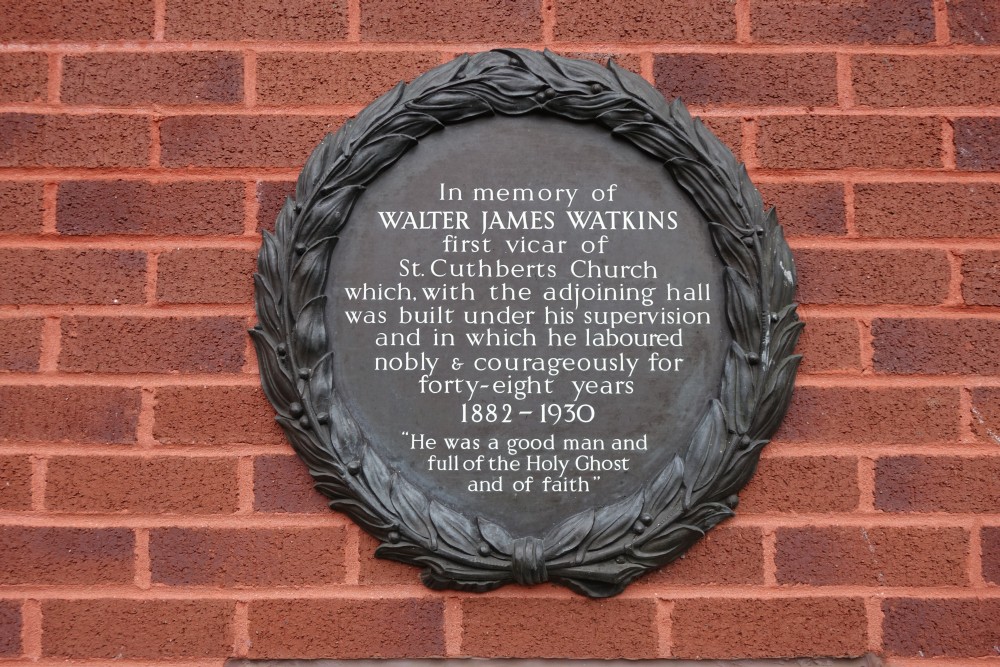 In memory of
WALTER JAMES WATKINS
first vicar of
St. Cuthberts Church
which, with the adjoining hall
was built under his supervision
and in which he laboured
nobly & courageously for
forty-eight years
1882 – 1930
“He was a good man and
full of the Holy Ghost
and of faith”